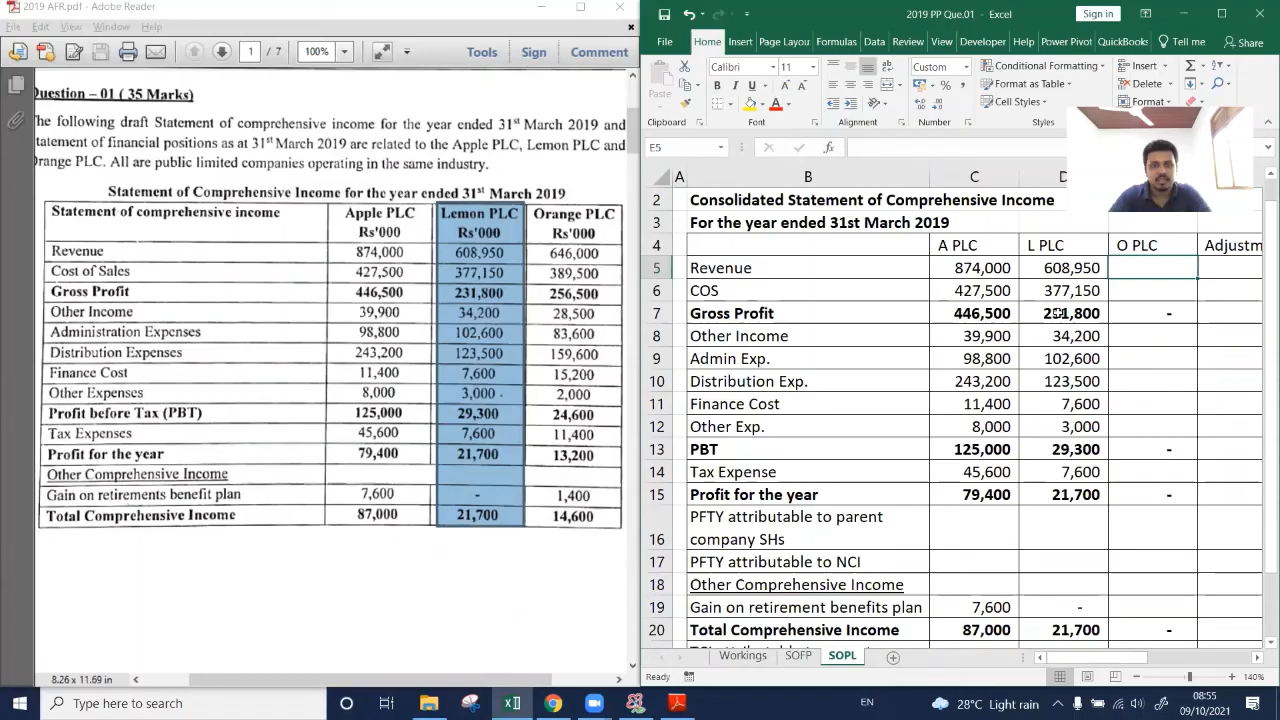 2019 AFR.pdf - Adobe Reader
File Edit View Window Help
1 / 7 100% Tools Sign Comment
Question – 01 ( 35 Marks)
The following draft Statement of comprehensive income for the year ended 31st March 2019 and
statement of financial positions as at 31st March 2019 are related to the Apple PLC, Lemon PLC and
Orange PLC. All are public limited companies operating in the same industry.
Statement of Comprehensive Income for the year ended 31st March 2019
Statement of comprehensive income Apple PLC Lemon PLC Orange PLC
Rs'000 Rs'000 Rs'000
Revenue 874,000 608,950 646,000
Cost of Sales 427,500 377,150 389,500
Gross Profit 446,500 231,800 256,500
Other Income 39,900 34,200 28,500
Administration Expenses 98,800 102,600 83,600
Distribution Expenses 243,200 123,500 159,600
Finance Cost 11,400 7,600 15,200
Other Expenses 8,000 3,000 2,000
Profit before Tax (PBT) 125,000 29,300 24,600
Tax Expenses 45,600 7,600 11,400
Profit for the year 79,400 21,700 13,200
Other Comprehensive Income
Gain on retirements benefit plan 7,600 - 1,400
Total Comprehensive Income 87,000 21,700 14,600
8.26 x 11.69 in
2019 PP Que.01 - Excel Sign in
File Home Insert Page Layou Formulas Data Review View Developer Help Power Pivot QuickBooks Tell me Share
Paste Calibri 11 Custom Conditional Formatting Insert
B I U Format as Table Delete
Cell Styles Format
Clipboard Font Alignment Number Styles
E5 fx
A B C D
2 Consolidated Statement of Comprehensive Income
3 For the year ended 31st March 2019
4 A PLC L PLC O PLC Adjustm
5 Revenue 874,000 608,950
6 COS 427,500 377,150
7 Gross Profit 446,500 231,800 -
8 Other Income 39,900 34,200
9 Admin Exp. 98,800 102,600
10 Distribution Exp. 243,200 123,500
11 Finance Cost 11,400 7,600
12 Other Exp. 8,000 3,000
13 PBT 125,000 29,300 -
14 Tax Expense 45,600 7,600
15 Profit for the year 79,400 21,700 -
PFTY attributable to parent
16 company SHs
17 PFTY attributable to NCI
18 Other Comprehensive Income
19 Gain on retirement benefits plan 7,600 -
20 Total Comprehensive Income 87,000 21,700 -
Workings SOFP SOPL
Ready 140%
Type here to search EN 28°C Light rain 08:55
09/10/2021